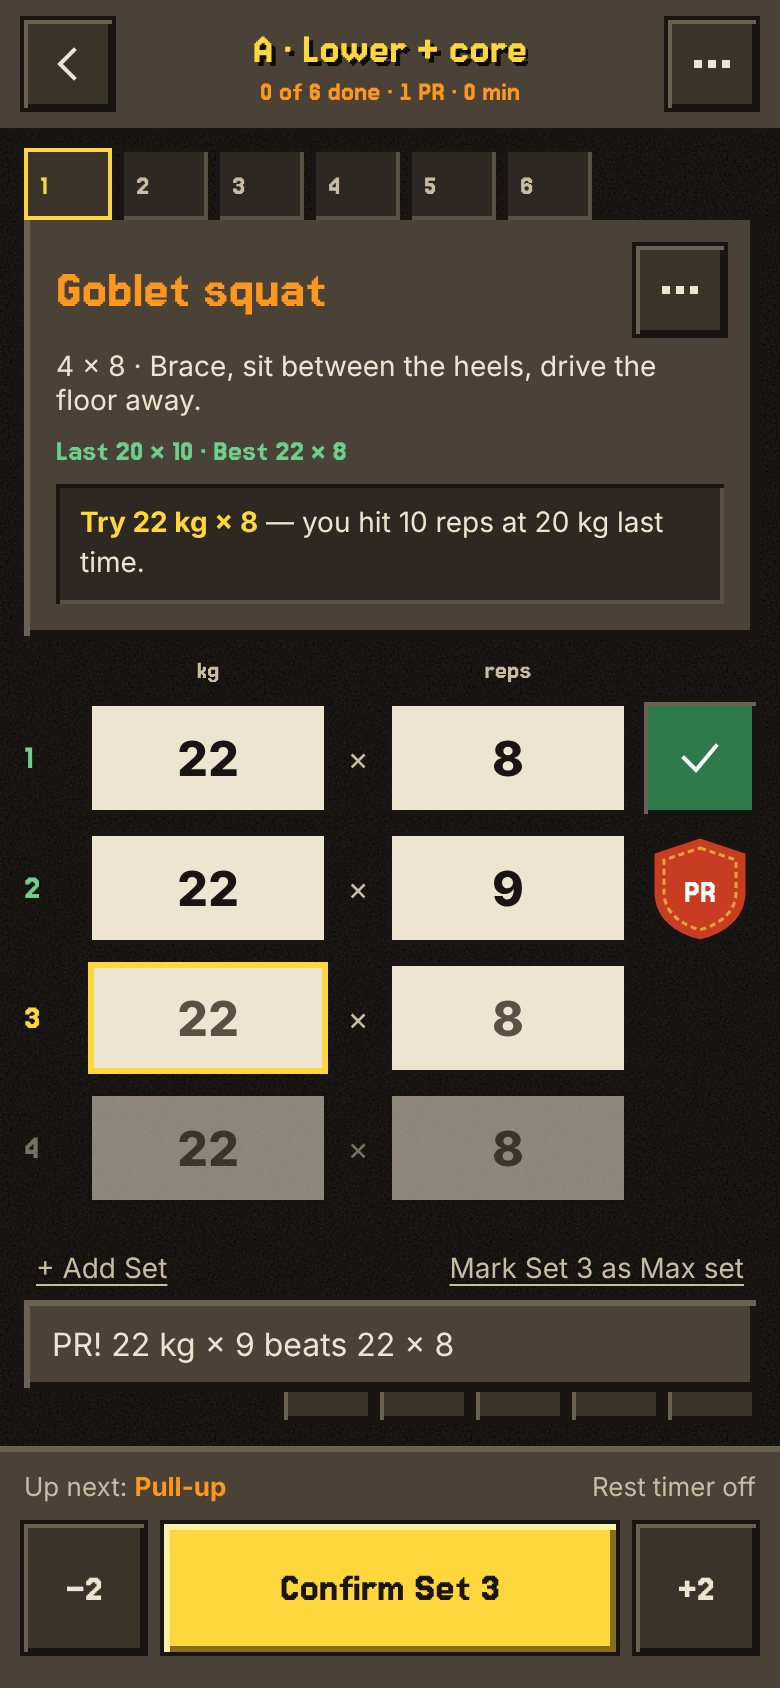 A · Lower + core
0 of 6 done · 1 PR · 0 min
1 2 3 4 5 6
Goblet squat
4 × 8 · Brace, sit between the heels, drive the
floor away.
Last 20 × 10 · Best 22 × 8
Try 22 kg × 8 — you hit 10 reps at 20 kg last
time.
kg reps
1 22 × 8
2 22 × 9 PR
3 22 × 8
4 22 × 8
+ Add Set Mark Set 3 as Max set
PR! 22 kg × 9 beats 22 × 8
Up next: Pull-up Rest timer off
−2 Confirm Set 3 +2